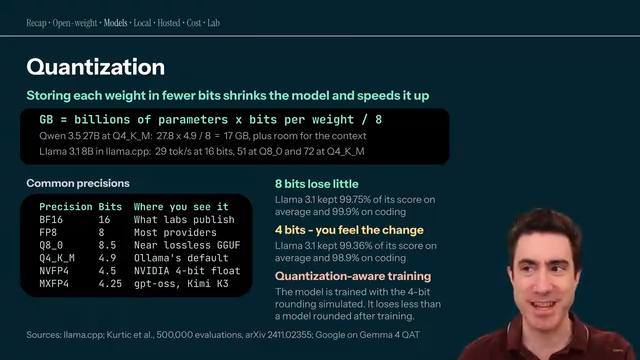 Recap • Open-weight • Models • Local • Hosted • Cost • Lab
Quantization
Storing each weight in fewer bits shrinks the model and speeds it up
GB = billions of parameters x bits per weight / 8
Qwen 3.5 27B at Q4_K_M: 27.8 x 4.9 / 8 = 17 GB, plus room for the context
Llama 3.1 8B in llama.cpp: 29 tok/s at 16 bits, 51 at Q8_0 and 72 at Q4_K_M
Common precisions
Precision Bits Where you see it
BF16 16 What labs publish
FP8 8 Most providers
Q8_0 8.5 Near lossless GGUF
Q4_K_M 4.9 Ollama's default
NVFP4 4.5 NVIDIA 4-bit float
MXFP4 4.25 gpt-oss, Kimi K3
8 bits lose little
Llama 3.1 kept 99.75% of its score on
average and 99.9% on coding
4 bits - you feel the change
Llama 3.1 kept 99.36% of its score on
average and 98.9% on coding
Quantization-aware training
The model is trained with the 4-bit
rounding simulated. It loses less than
a model rounded after training.
Sources: llama.cpp; Kurtic et al., 500,000 evaluations, arXiv 2411.02355; Google on Gemma 4 QAT